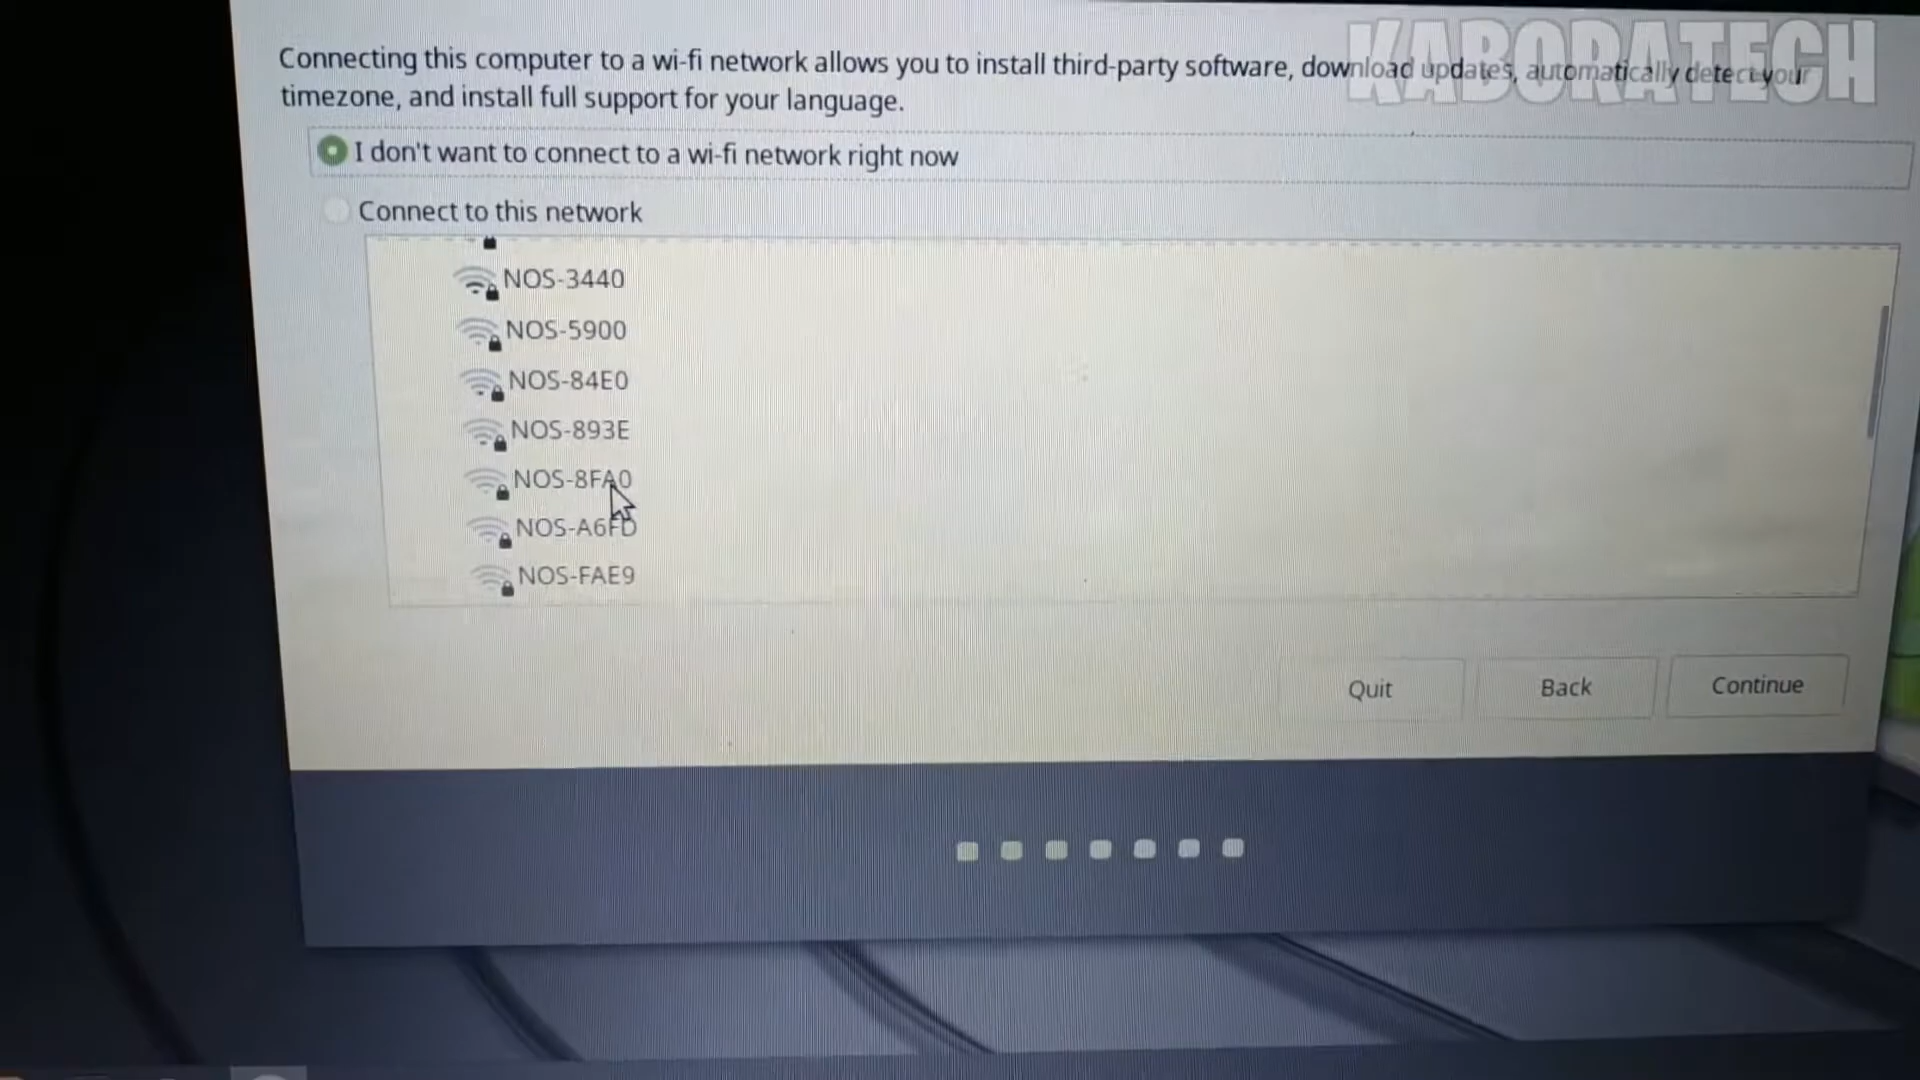 KABORATECH
Connecting this computer to a wi-fi network allows you to install third-party software, download updates, automatically detect your
timezone, and install full support for your language.
I don't want to connect to a wi-fi network right now
Connect to this network
NOS-3440
NOS-5900
NOS-84E0
NOS-893E
NOS-8FA0
NOS-A6FD
NOS-FAE9
Quit
Back
Continue